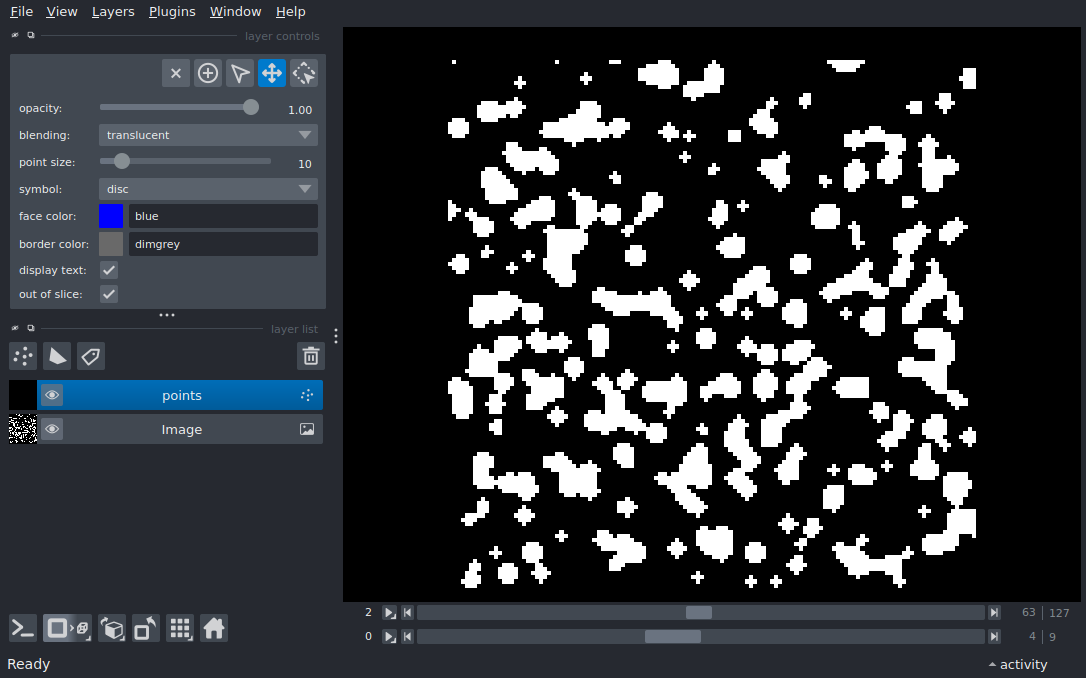 File View Layers Plugins Window Help
layer controls
opacity: 1.00
blending: translucent
point size: 10
symbol: disc
face color: blue
border color: dimgrey
display text:
out of slice:
layer list
points
Image
2 63 127
0 4 9
Ready activity